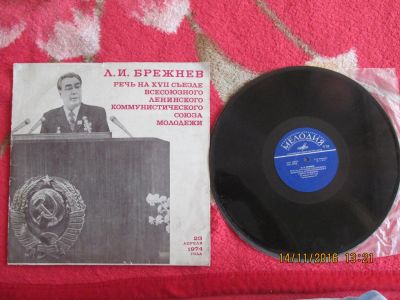 Л.И. БРЕЖНЕВ
РЕЧЬ НА XVII СЪЕЗДЕ
ВСЕСОЮЗНОГО
ЛЕНИНСКОГО
КОММУНИСТИЧЕСКОГО
СОЮЗА
МОЛОДЕЖИ
23
АПРЕЛЯ
1974
ГОДА
МЕЛОДИЯ
14/11/2016 13:21